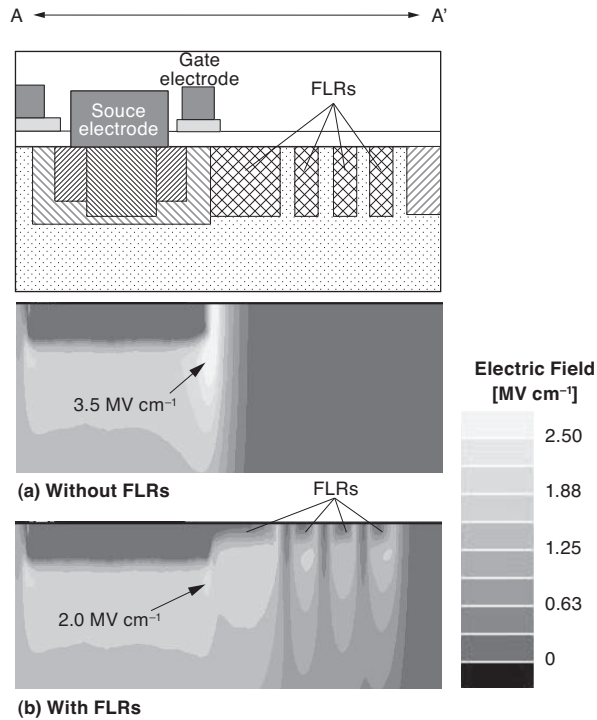 A A'
Gate
electrode
FLRs
Souce
electrode
3.5 MV cm⁻¹
(a) Without FLRs
FLRs
2.0 MV cm⁻¹
(b) With FLRs
Electric Field
[MV cm⁻¹]
2.50
1.88
1.25
0.63
0